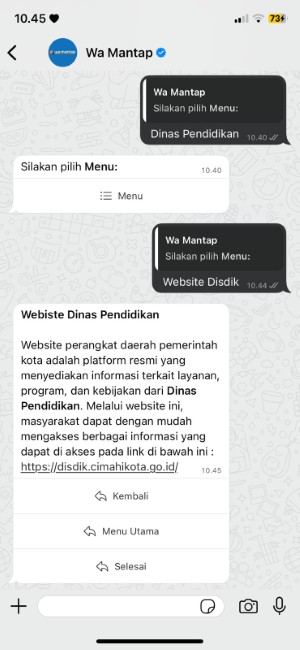 10.45
73
Wa Mantap
Wa Mantap
Silakan pilih Menu:
Dinas Pendidikan 10.40
Silakan pilih Menu:
10.40
Menu
Wa Mantap
Silakan pilih Menu:
Website Disdik 10.44
Webiste Dinas Pendidikan
Website perangkat daerah pemerintah
kota adalah platform resmi yang
menyediakan informasi terkait layanan,
program, dan kebijakan dari Dinas
Pendidikan. Melalui website ini,
masyarakat dapat dengan mudah
mengakses berbagai informasi yang
dapat di akses pada link di bawah ini :
https://disdik.cimahikota.go.id/ 10.45
Kembali
Menu Utama
Selesai